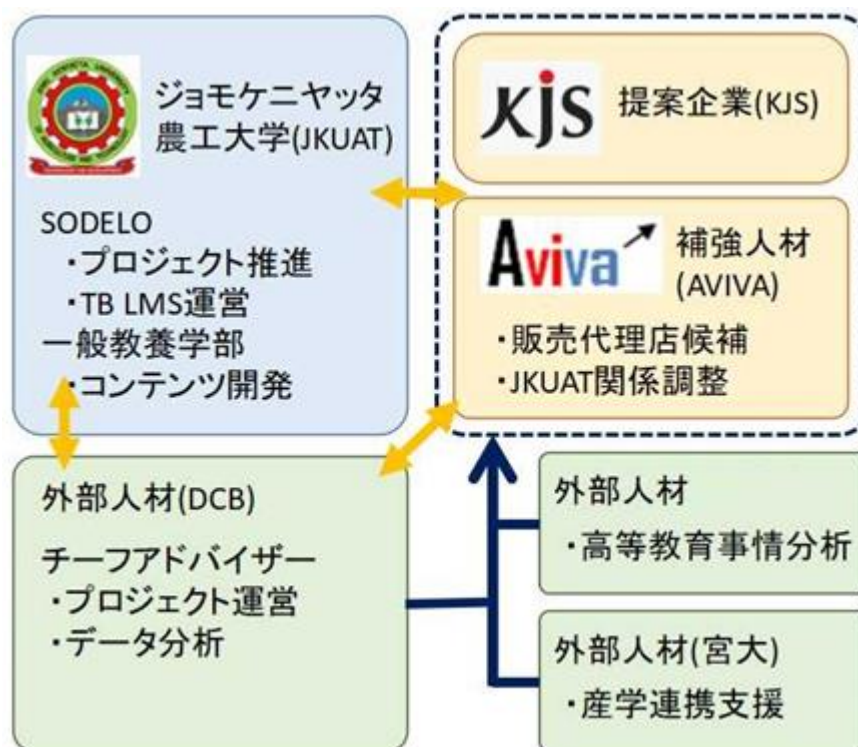 ジョモケニヤッタ
農工大学(JKUAT)
SODELO
・プロジェクト推進
・TB LMS運営
一般教養学部
・コンテンツ開発
KJS
提案企業(KJS)
Aviva
補強人材
(AVIVA)
・販売代理店候補
・JKUAT関係調整
外部人材(DCB)
チーフアドバイザー
・プロジェクト運営
・データ分析
外部人材
・高等教育事情分析
外部人材(宮大)
・産学連携支援